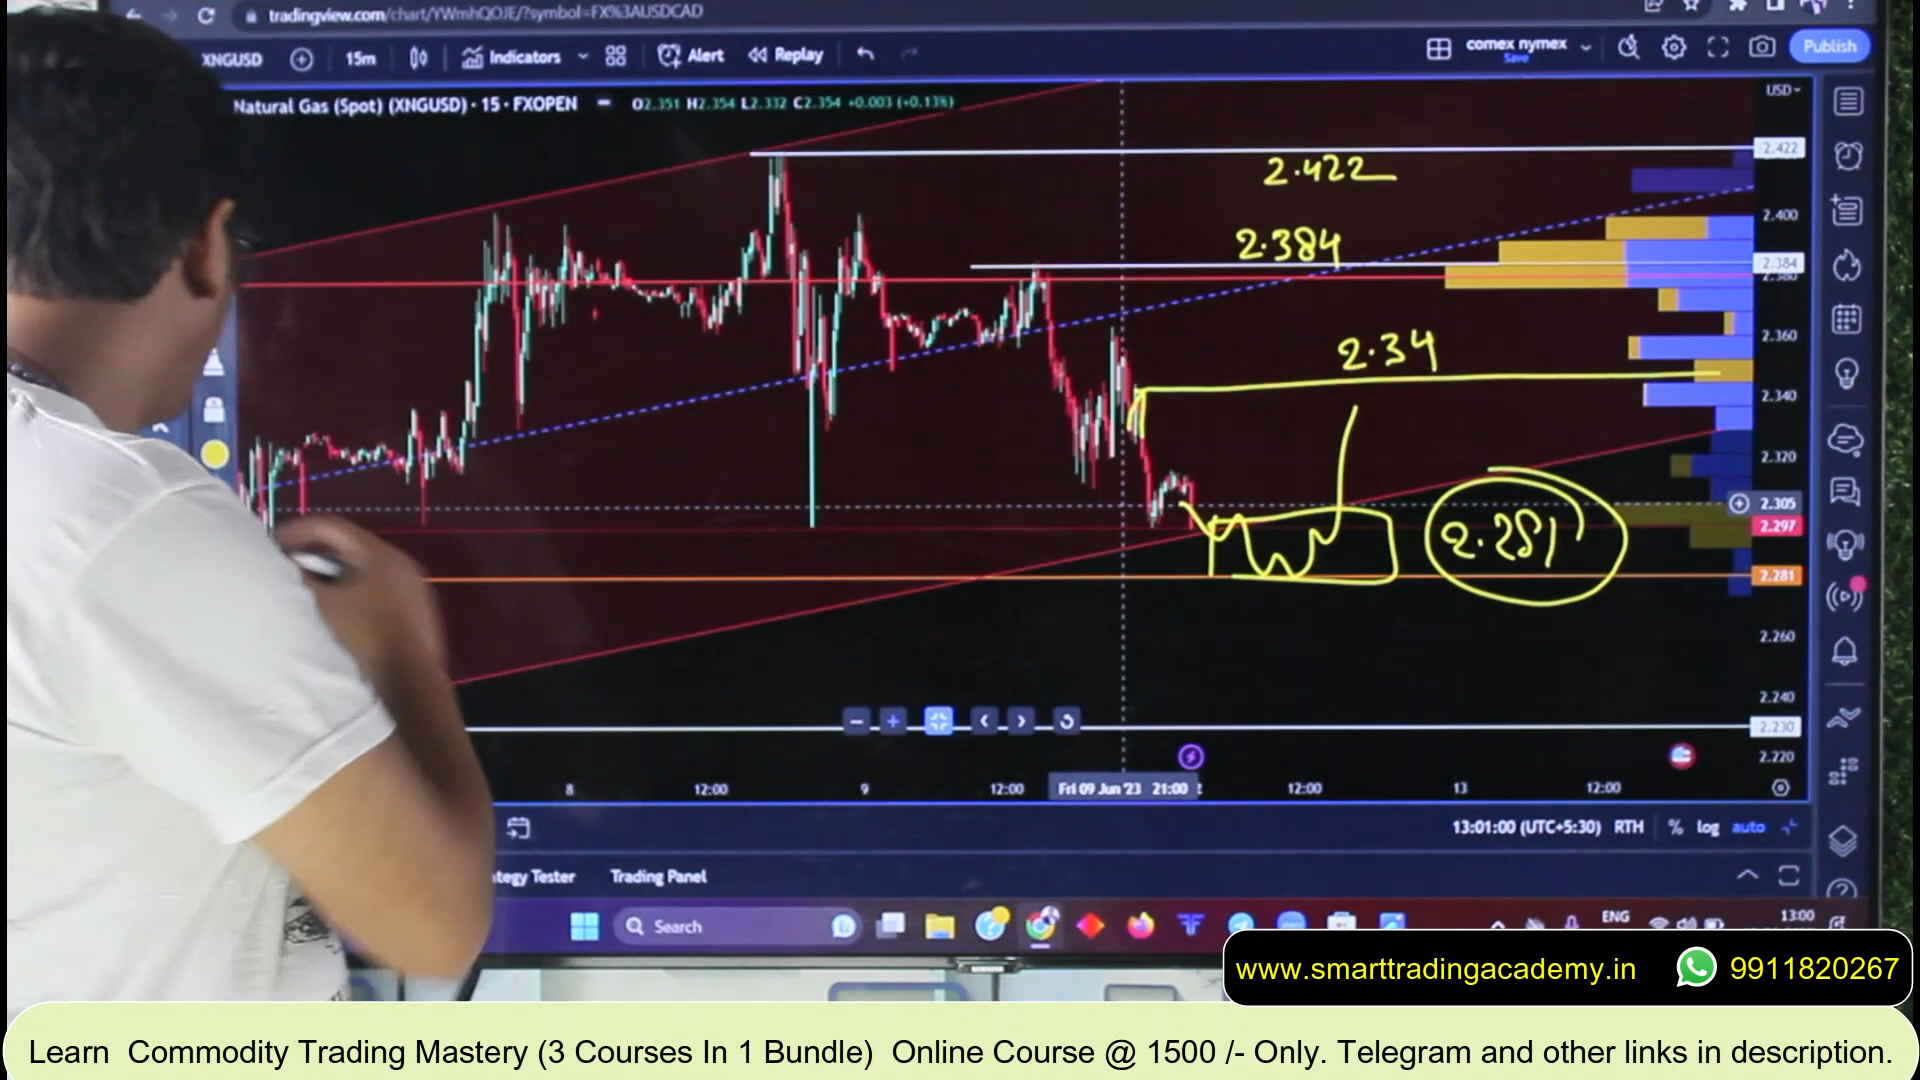 tradingview.com/chart/YWmhQOJE/?symbol=FX%3AUSDCAD
XNGUSD 15m Indicators Alert Replay comex nymex Save Publish
Natural Gas (Spot) (XNGUSD) · 15 · FXOPEN O2.351 H2.354 L2.332 C2.354 +0.003 (+0.13%)
USD
2.422
2.422
2.400
2.384
2.384
2.380
2.360
2.34
2.340
2.320
2.305
2.297
2.281
2.281
2.260
2.240
2.230
2.220
8 12:00 9 12:00 Fri 09 Jun '23 21:00 12:00 13 12:00
13:01:00 (UTC+5:30) RTH % log auto
tegy Tester Trading Panel
Search ENG 13:00
www.smarttradingacademy.in 9911820267
Learn Commodity Trading Mastery (3 Courses In 1 Bundle) Online Course @ 1500 /- Only. Telegram and other links in description.